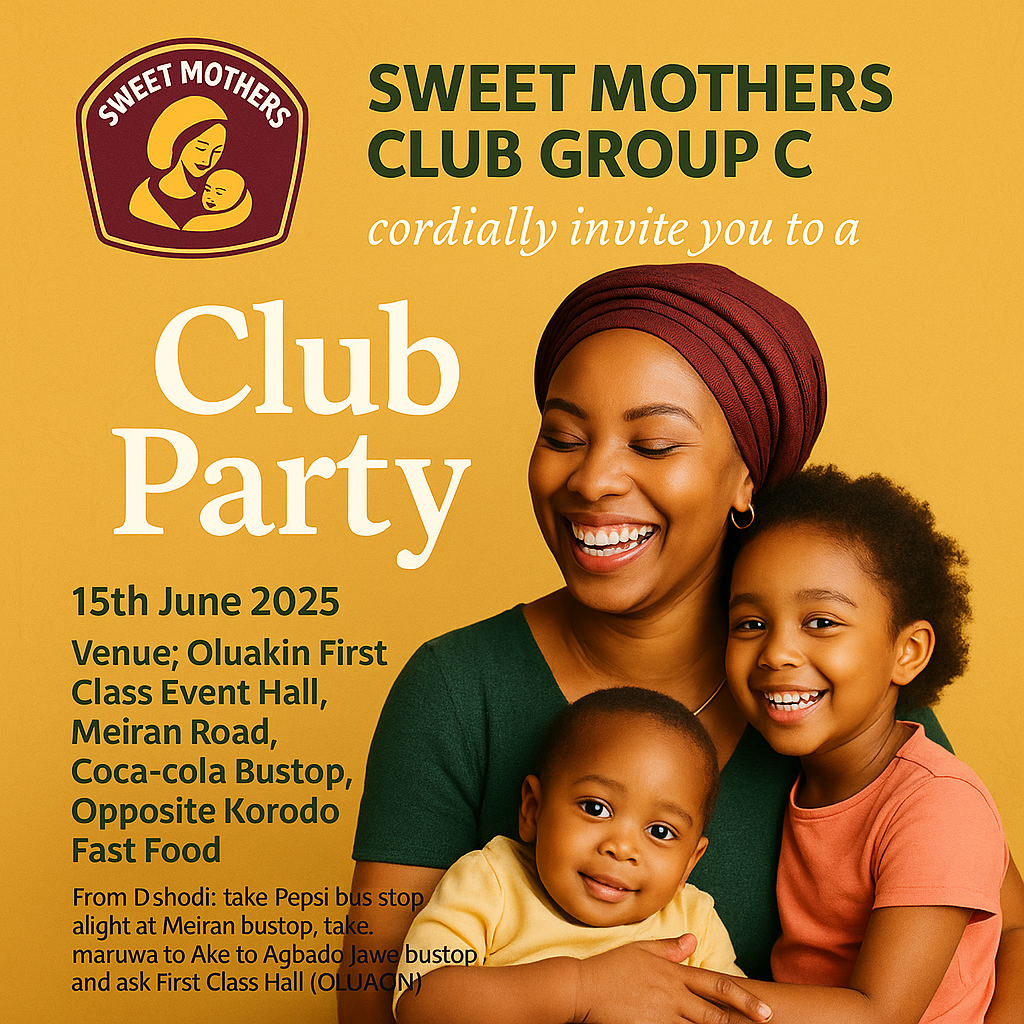 SWEET MOTHERS
SWEET MOTHERS
CLUB GROUP C
cordially invite you to a
Club
Party
15th June 2025
Venue; Oluakin First
Class Event Hall,
Meiran Road,
Coca-cola Bustop,
Opposite Korodo
Fast Food
From Dshodi: take Pepsi bus stop
alight at Meiran bustop, take.
maruwa to Ake to Agbado Jawe bustop,
and ask First Class Hall (OLUAON)